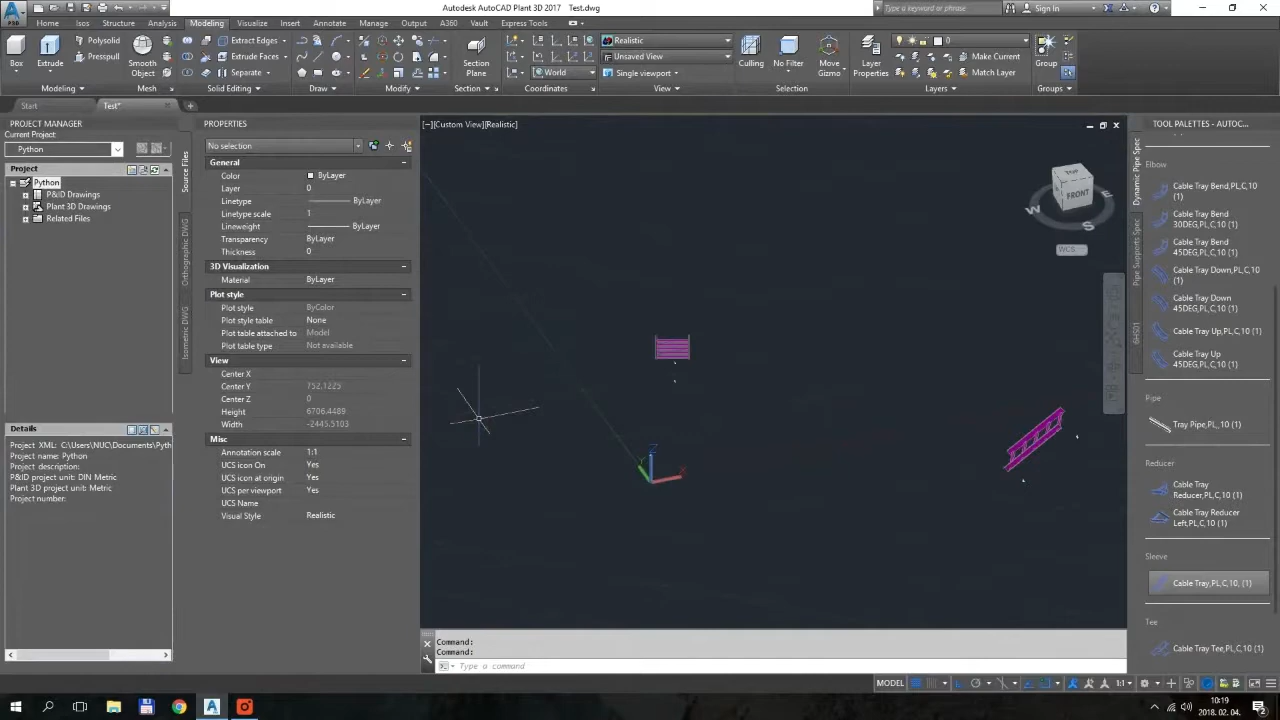 Autodesk AutoCAD Plant 3D 2017   Test.dwg
Type a keyword or phrase
Sign In
Home Isos Structure Analysis Modeling Visualize Insert Annotate Manage Output A360 Vault Express Tools
Box
Extrude
Polysolid
Presspull
Smooth
Object
Extrude Edges
Extrude Faces
Separate
Section
Plane
World
Realistic
Unsaved View
Single viewport
Culling
No Filter
Move
Gizmo
Layer
Properties
0
Make Current
Match Layer
Group
Modeling
Mesh
Solid Editing
Draw
Modify
Section
Coordinates
View
Selection
Layers
Groups
Start
Test*
PROJECT MANAGER
Current Project:
Python
Project
Python
P&ID Drawings
Plant 3D Drawings
Related Files
Source Files
Orthographic DWG
Isometric DWG
Details
Project XML: C:\Users\NUC\Documents\Pyth
Project name: Python
Project description:
P&ID project unit: DIN Metric
Plant 3D project unit: Metric
Project number:
PROPERTIES
No selection
General
Color ByLayer
Layer 0
Linetype ByLayer
Linetype scale 1
Lineweight ByLayer
Transparency ByLayer
Thickness 0
3D Visualization
Material ByLayer
Plot style
Plot style ByColor
Plot style table None
Plot table attached to Model
Plot table type Not available
View
Center X
Center Y 752,1225
Center Z 0
Height 6706.4489
Width -2445.5103
Misc
Annotation scale 1:1
UCS icon On Yes
UCS icon at origin Yes
UCS per viewport Yes
UCS Name
Visual Style Realistic
[−][Custom View][Realistic]
TOP
FRONT
W
S
E
WCS
Z
X
Y
Command:
Command:
Type a command
TOOL PALETTES - AUTOC...
Dynamic Pipe Spec
Pipe Supports Spec
6HS01
Elbow
Cable Tray Bend,PL,C,10
(1)
Cable Tray Bend
30DEG,PL,C,10 (1)
Cable Tray Bend
45DEG,PL,C,10 (1)
Cable Tray Down,PL,C,10
(1)
Cable Tray Down
45DEG,PL,C,10 (1)
Cable Tray Up,PL,C,10 (1)
Cable Tray Up
45DEG,PL,C,10 (1)
Pipe
Tray Pipe,PL,,10 (1)
Reducer
Cable Tray
Reducer,PL,C,10 (1)
Cable Tray Reducer
Left,PL,C,10 (1)
Sleeve
Cable Tray,PL,C,10, (1)
Tee
Cable Tray Tee,PL,C,10 (1)
MODEL
1:1
10:19
2018. 02. 04.
2